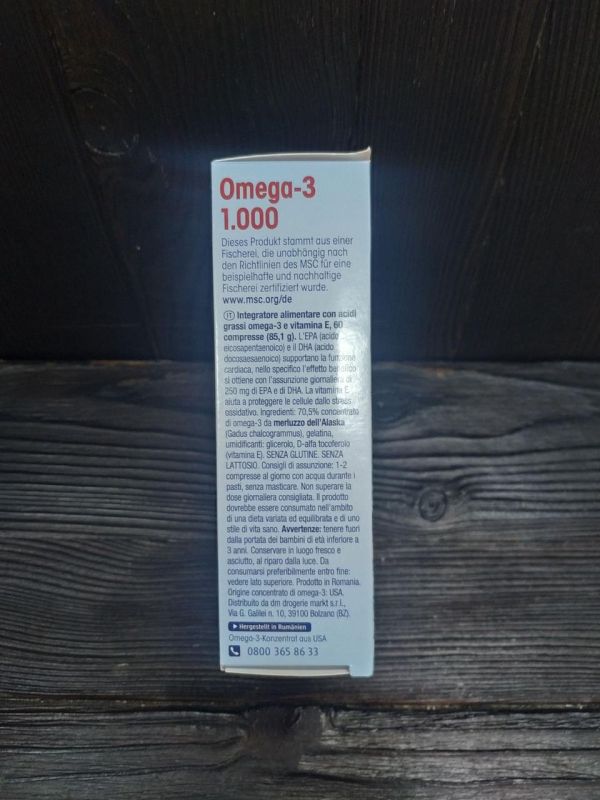 Omega-3
1.000
Dieses Produkt stammt aus einer
Fischerei, die unabhängig nach
den Richtlinien des MSC für eine
beispielhafte und nachhaltige
Fischerei zertifiziert wurde.
www.msc.org/de
IT Integratore alimentare con acidi
grassi omega-3 e vitamina E, 60
compresse (85,1 g). L'EPA (acido
eicosapentaenoico) e il DHA (acido
docosaesaenoico) supportano la funzione
cardiaca, nello specifico l'effetto benefico
si ottiene con l'assunzione giornaliera di
250 mg di EPA e di DHA. La vitamina E
aiuta a proteggere le cellule dallo stress
ossidativo. Ingredienti: 70,5% concentrato
di omega-3 da merluzzo dell'Alaska
(Gadus chalcogrammus), gelatina,
umidificanti: glicerolo, D-alfa tocoferolo
(vitamina E). SENZA GLUTINE. SENZA
LATTOSIO. Consigli di assunzione: 1-2
compresse al giorno con acqua durante i
pasti, senza masticare. Non superare la
dose giornaliera consigliata. Il prodotto
dovrebbe essere consumato nell'ambito
di una dieta variata ed equilibrata e di uno
stile di vita sano. Avvertenze: tenere fuori
dalla portata dei bambini di età inferiore a
3 anni. Conservare in luogo fresco e
asciutto, al riparo dalla luce. Da
consumarsi preferibilmente entro fine:
vedere lato superiore. Prodotto in Romania.
Origine concentrato di omega-3: USA.
Distribuito da dm drogerie markt s.r.l.,
Via G. Galilei n. 10, 39100 Bolzano (BZ).
Hergestellt in Rumänien
Omega-3-Konzentrat aus USA
0800 365 86 33